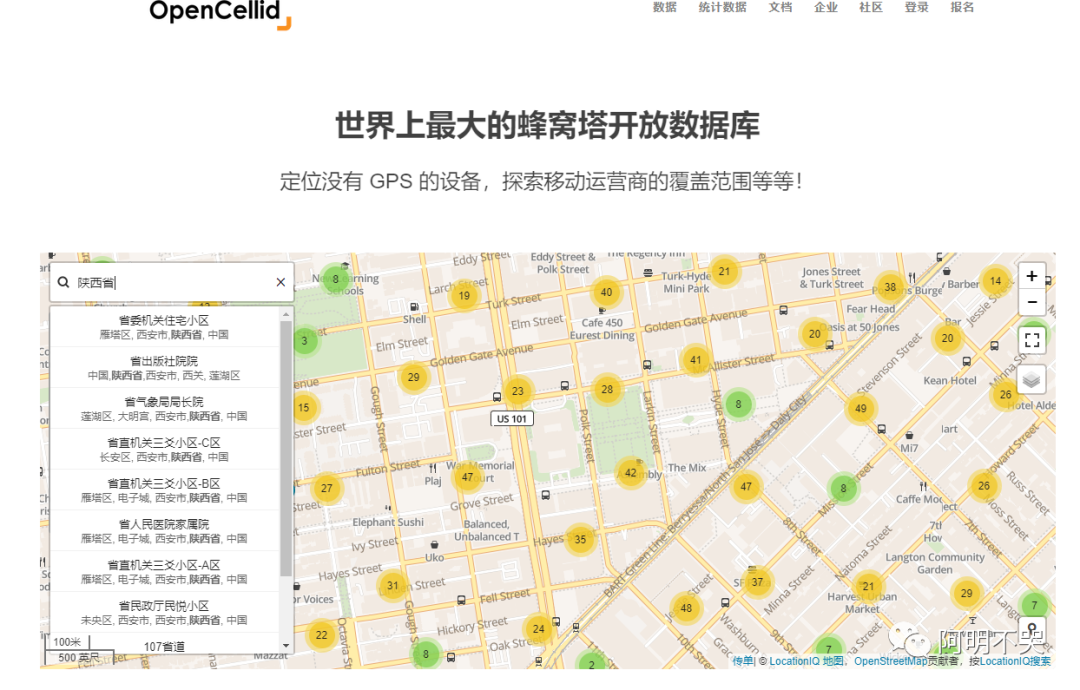 OpenCellid
数据 统计数据 文档 企业 社区 登录 报名
世界上最大的蜂窝塔开放数据库
定位没有 GPS 的设备，探索移动运营商的覆盖范围等等！
陕西省
省委机关住宅小区
雁塔区, 西安市,陕西省, 中国
省出版社院院
中国,陕西省,西安市, 西关, 莲湖区
省气象局局长院
莲湖区, 大明宫, 西安市,陕西省, 中国
省直机关三爻小区-C区
长安区, 西安市,陕西省, 中国
省直机关三爻小区-B区
雁塔区, 电子城, 西安市,陕西省, 中国
省人民医院家属院
雁塔区, 电子城, 西安市,陕西省, 中国
省直机关三爻小区-A区
雁塔区, 电子城, 西安市,陕西省, 中国
省民政厅民悦小区
未央区, 西安市, 西安市,陕西省, 中国
107省道
100米
500 英尺
Eddy Street
Eddy Street &
Polk Street
Jones Street
& Turk Street
Turk-Hyde
Mini Park
8
19
40
21
38
14
Larch Street
Turk Street
Shell
Elm Street
Cafe 450
Eurest Dining
Golden Gate Avenue
Fear Head
3
Elm Street
Golden Gate Avenue
20
20
41
29
23
28
Kean Hotel
26
15
8
49
US 101
Gough Street
Polk Street
Larkin Street
Hyde Street
Stevenson Street
Mi7
Fulton Street
War Memorial
The Mix
27
47
42
47
8
26
Grove Street
Elephant Sushi
Balanced,
Unbalanced T
Ivy Street
35
Uko
Langton Community
Garden
Hayes Street
31
37
21
29
Fell Street
Harvest Urban
Market
48
7
Hickory Street
22
24
Oak Street
8
2
7
BART Green Line: Berryessa/North San José => Daly City
8th Street
Natoma Street
Minna Street
Russ Street
传单| © LocationIQ 地图，OpenStreetMap贡献者，按LocationIQ搜索
阿明不哭